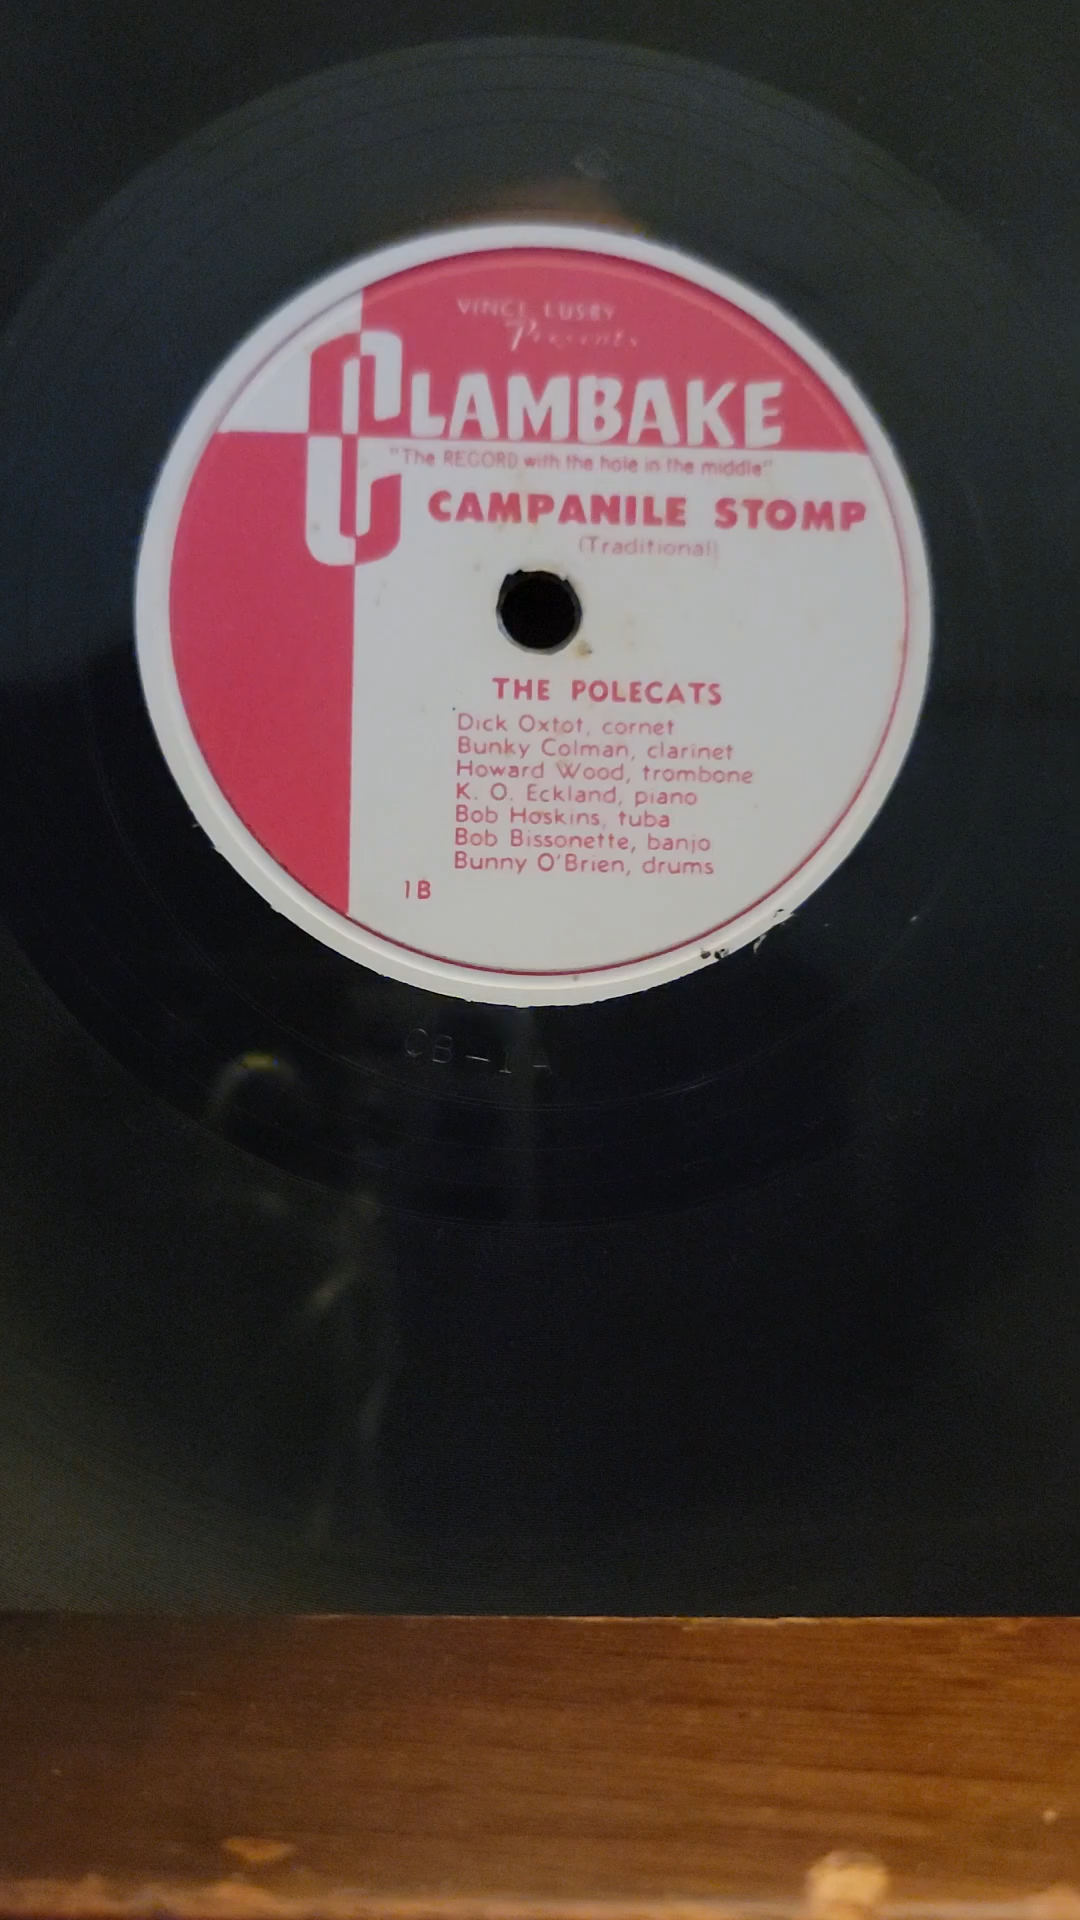 VINCE LUSBY
Presents
CLAMBAKE
"The RECORD with the hole in the middle"
CAMPANILE STOMP
(Traditional)
THE POLECATS
Dick Oxtot, cornet
Bunky Colman, clarinet
Howard Wood, trombone
K. O. Eckland, piano
Bob Hoskins, tuba
Bob Bissonette, banjo
Bunny O'Brien, drums
1B
CB-1A